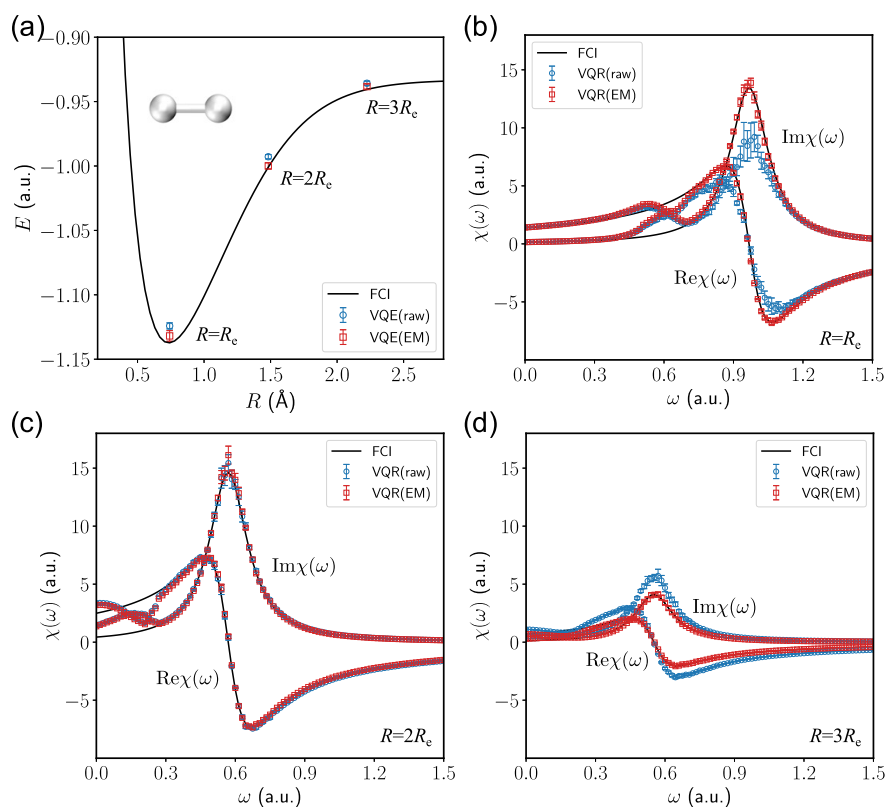 (a)
−0.90
−0.95
−1.00
−1.05
−1.10
−1.15
E (a.u.)
R=3Re
R=2Re
R=Re
FCI
VQE(raw)
VQE(EM)
0.5 1.0 1.5 2.0 2.5
R (Å)
(b)
15
10
5
0
−5
χ(ω) (a.u.)
FCI
VQR(raw)
VQR(EM)
Imχ(ω)
Reχ(ω)
R=Re
0.0 0.3 0.6 0.9 1.2 1.5
ω (a.u.)
(c)
15
10
5
0
−5
χ(ω) (a.u.)
FCI
VQR(raw)
VQR(EM)
Imχ(ω)
Reχ(ω)
R=2Re
0.0 0.3 0.6 0.9 1.2 1.5
ω (a.u.)
(d)
15
10
5
0
−5
χ(ω) (a.u.)
FCI
VQR(raw)
VQR(EM)
Imχ(ω)
Reχ(ω)
R=3Re
0.0 0.3 0.6 0.9 1.2 1.5
ω (a.u.)